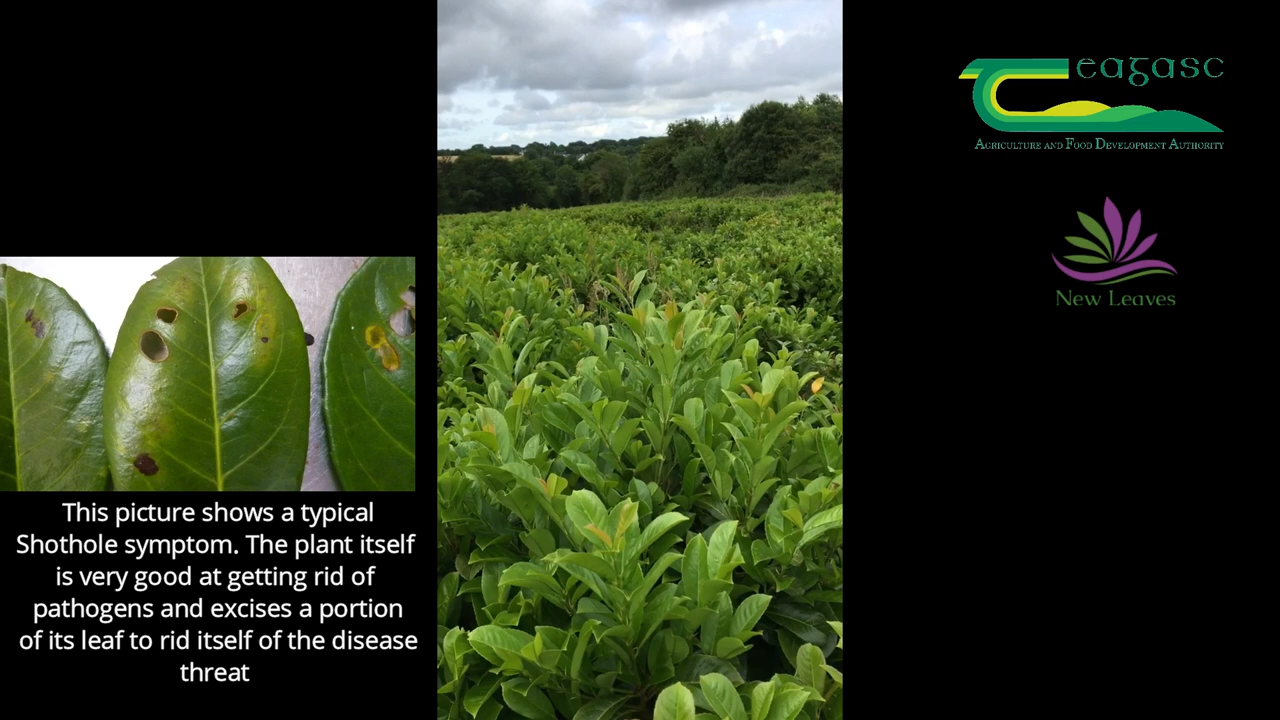 This picture shows a typical
Shothole symptom. The plant itself
is very good at getting rid of
pathogens and excises a portion
of its leaf to rid itself of the disease
threat
Teagasc
AGRICULTURE AND FOOD DEVELOPMENT AUTHORITY
New Leaves